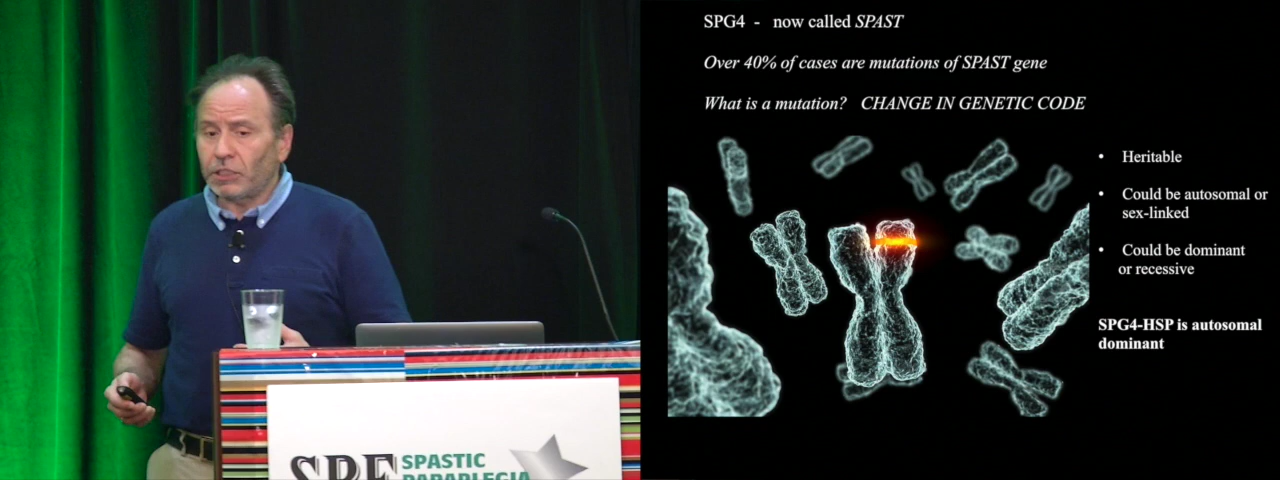 SPG4 - now called SPAST
Over 40% of cases are mutations of SPAST gene
What is a mutation? CHANGE IN GENETIC CODE
• Heritable
• Could be autosomal or
sex-linked
• Could be dominant
or recessive
SPG4-HSP is autosomal
dominant
SPF SPASTIC
PARAPLEGIA